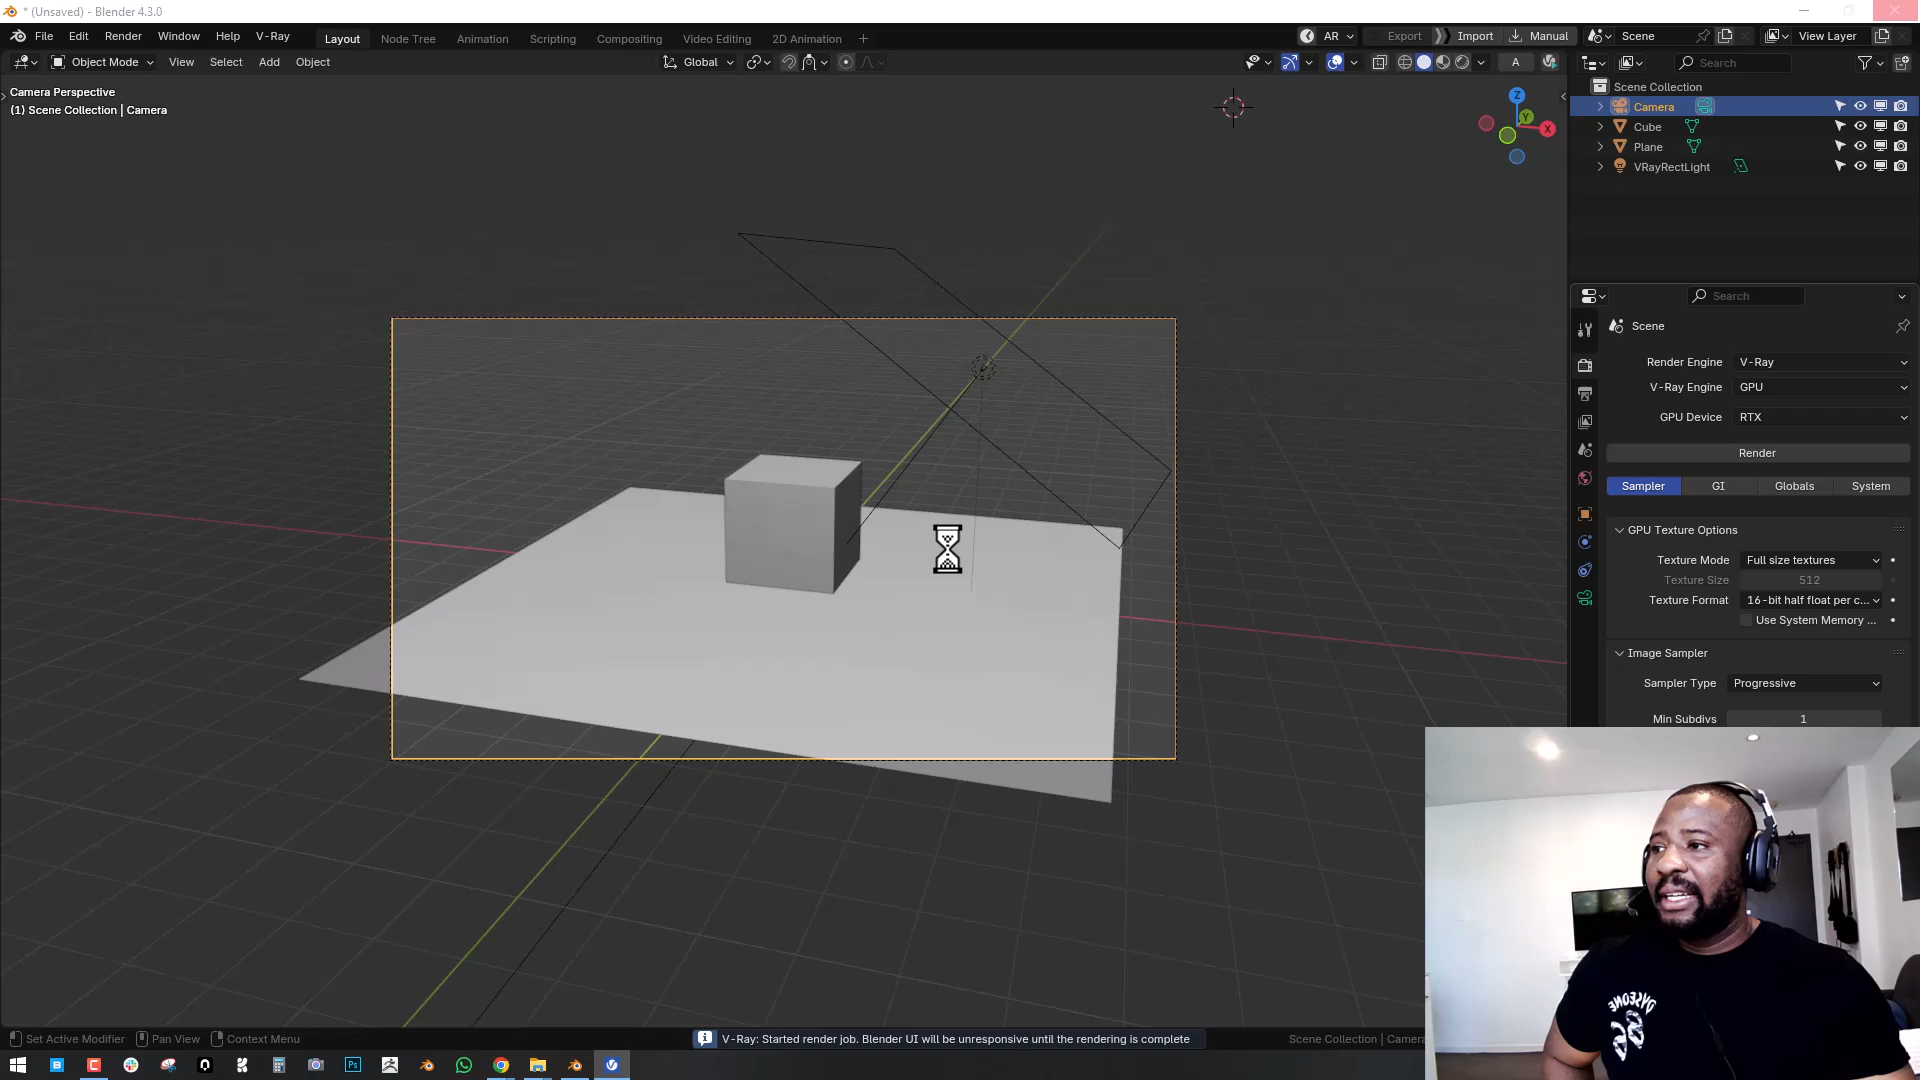 * (Unsaved) - Blender 4.3.0
File Edit Render Window Help V-Ray Layout Node Tree Animation Scripting Compositing Video Editing 2D Animation + AR Export Import Manual Scene View Layer
Object Mode View Select Add Object Global A Search
Camera Perspective
(1) Scene Collection | Camera
Z
Y
X
Scene Collection
Camera
Cube
Plane
VRayRectLight
Search
Scene
Render Engine V-Ray
V-Ray Engine GPU
GPU Device RTX
Render
Sampler GI Globals System
GPU Texture Options
Texture Mode Full size textures
Texture Size 512
Texture Format 16-bit half float per c...
Use System Memory ...
Image Sampler
Sampler Type Progressive
Min Subdivs 1
DYSEONE
Set Active Modifier Pan View Context Menu V-Ray: Started render job. Blender UI will be unresponsive until the rendering is complete Scene Collection | Camera
Ps